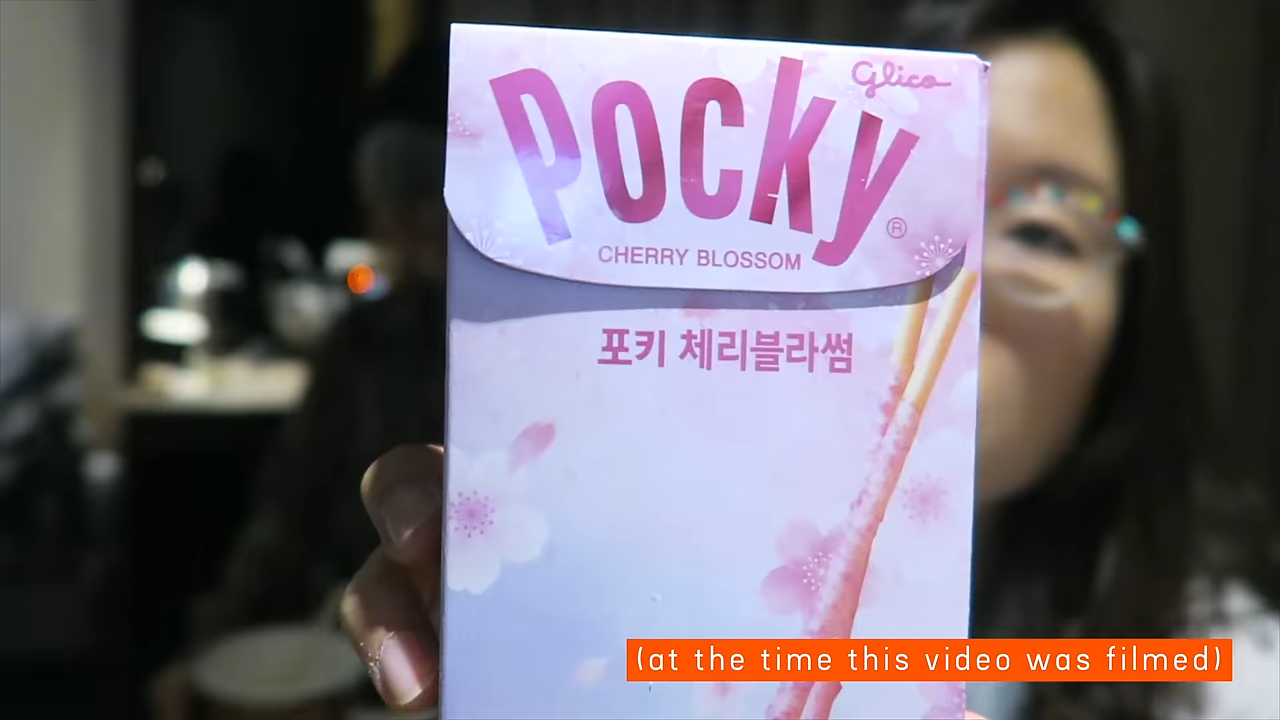 Glico
Pocky®
CHERRY BLOSSOM
포키 체리블라썸
(at the time this video was filmed)